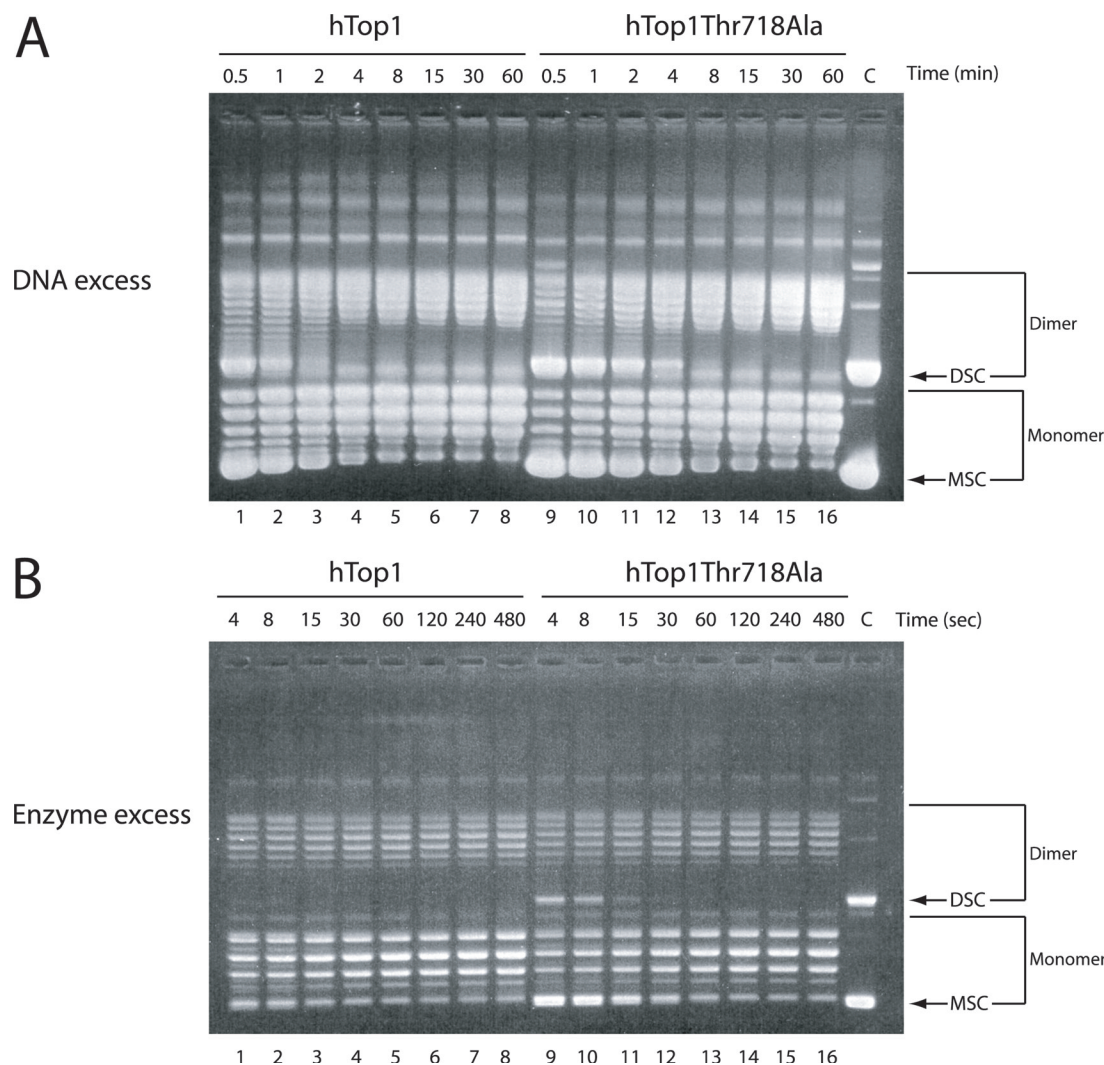 A
hTop1 hTop1Thr718Ala
0.5 1 2 4 8 15 30 60 0.5 1 2 4 8 15 30 60 C Time (min)
DNA excess
Dimer
DSC
Monomer
MSC
1 2 3 4 5 6 7 8 9 10 11 12 13 14 15 16
B
hTop1 hTop1Thr718Ala
4 8 15 30 60 120 240 480 4 8 15 30 60 120 240 480 C Time (sec)
Enzyme excess
Dimer
DSC
Monomer
MSC
1 2 3 4 5 6 7 8 9 10 11 12 13 14 15 16